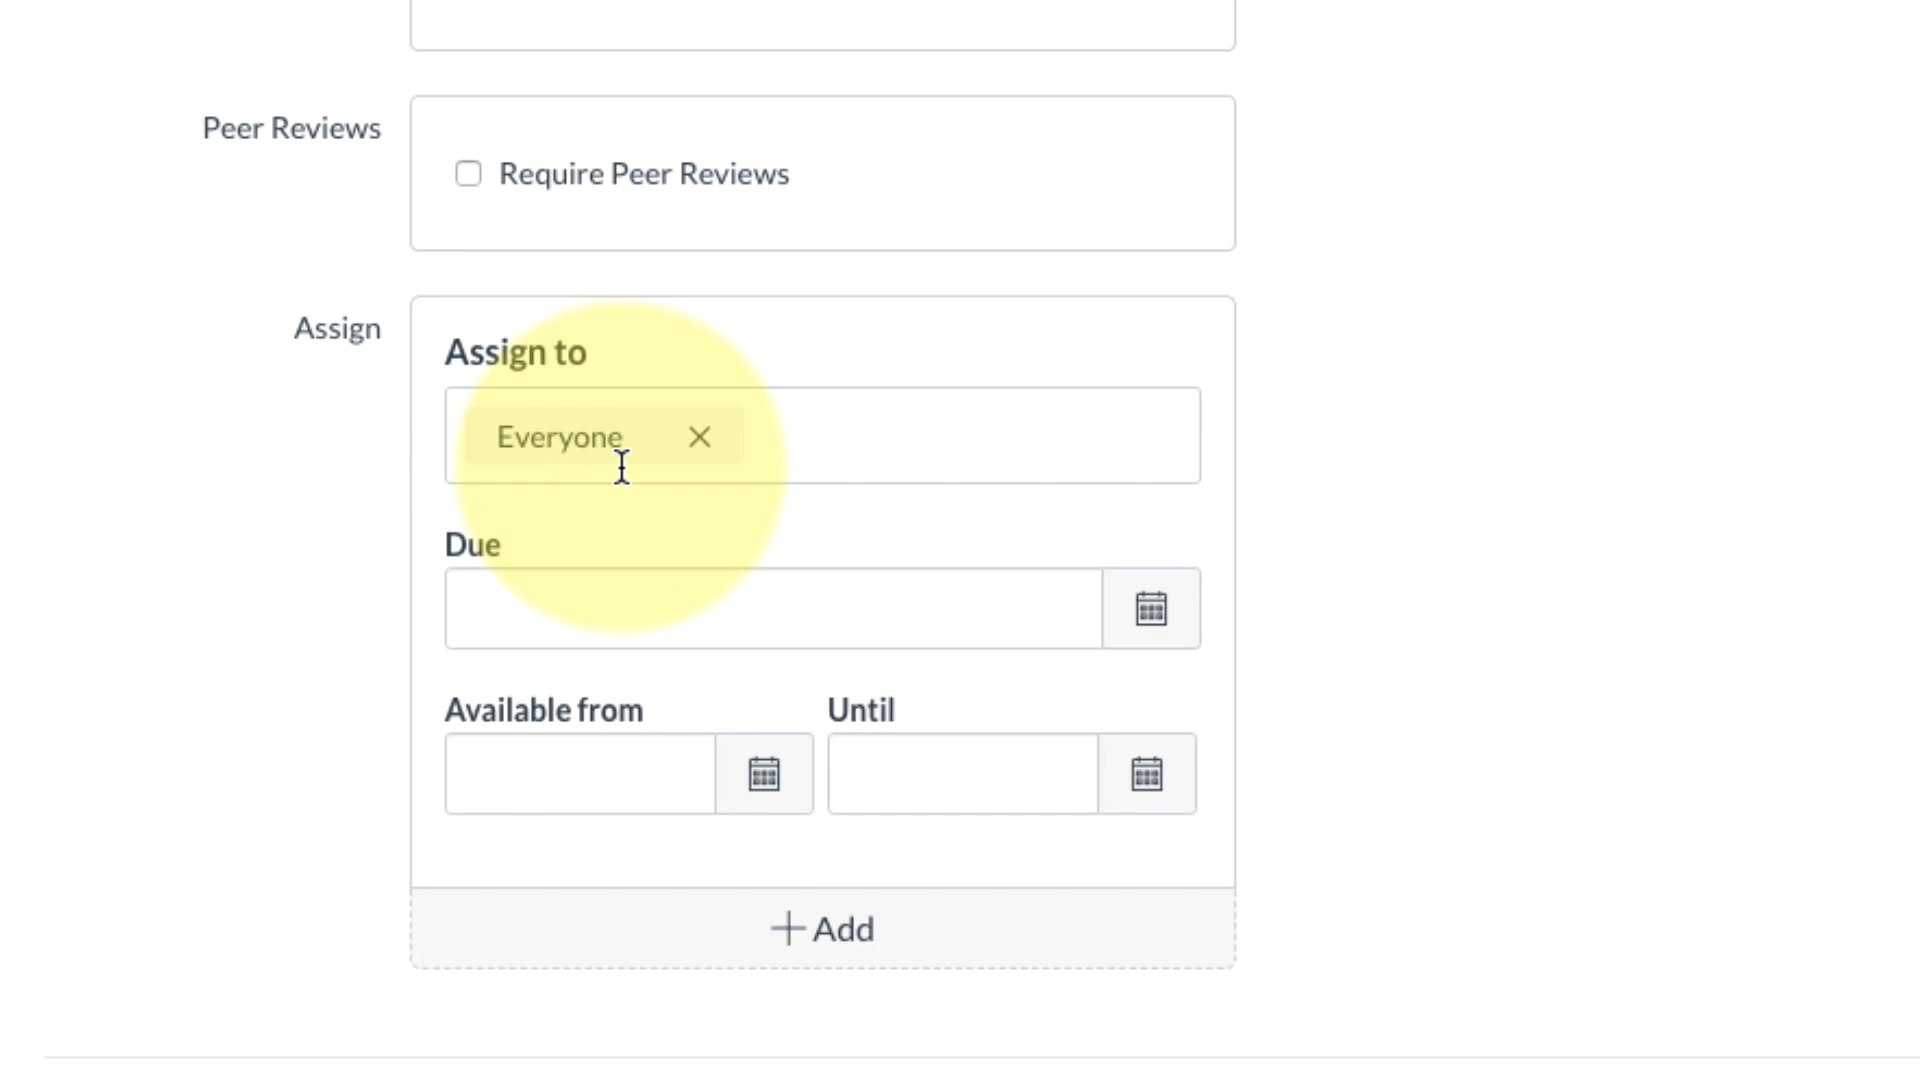 Peer Reviews
Require Peer Reviews
Assign
Assign to
Everyone
Due
Available from
Until
Add